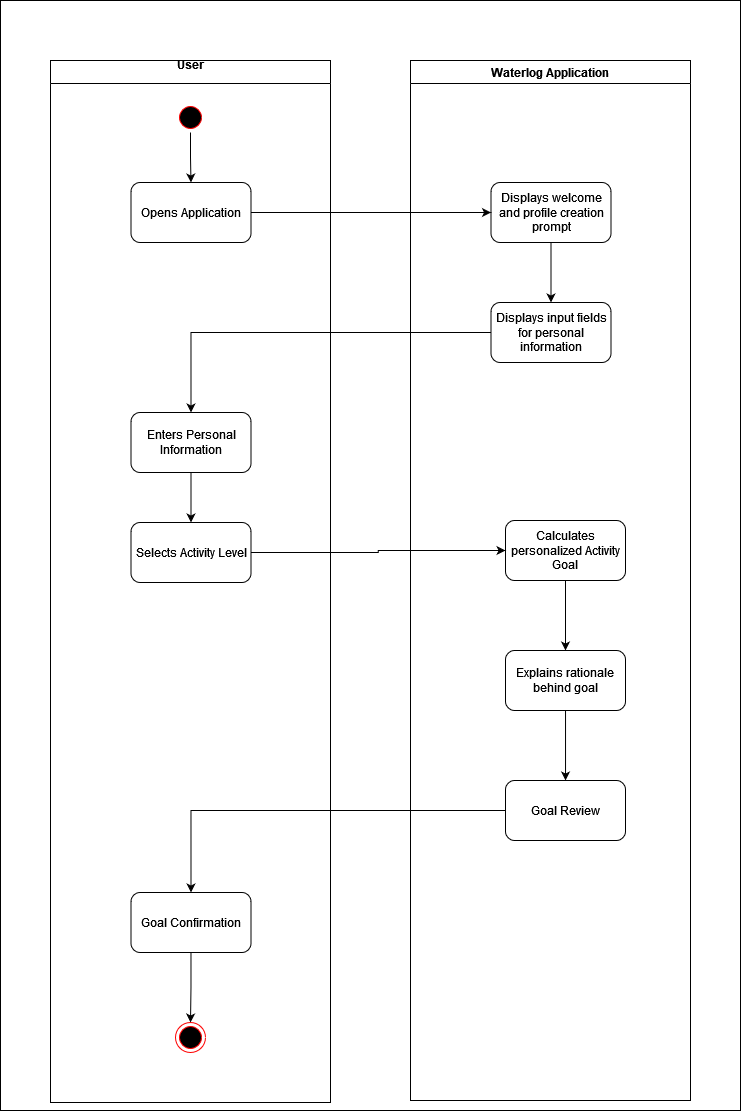 User
Waterlog Application
Opens Application
Displays welcome
and profile creation
prompt
Displays input fields
for personal
information
Enters Personal
Information
Selects Activity Level
Calculates
personalized Activity
Goal
Explains rationale
behind goal
Goal Review
Goal Confirmation